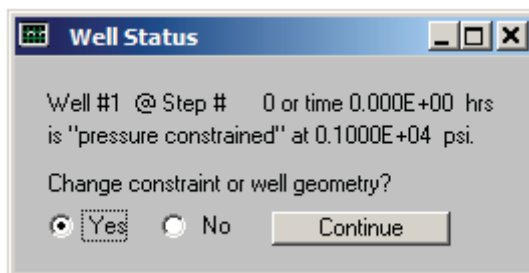 Well Status
Well #1 @ Step # 0 or time 0.000E+00 hrs
is "pressure constrained" at 0.1000E+04 psi.
Change constraint or well geometry?
Yes No Continue